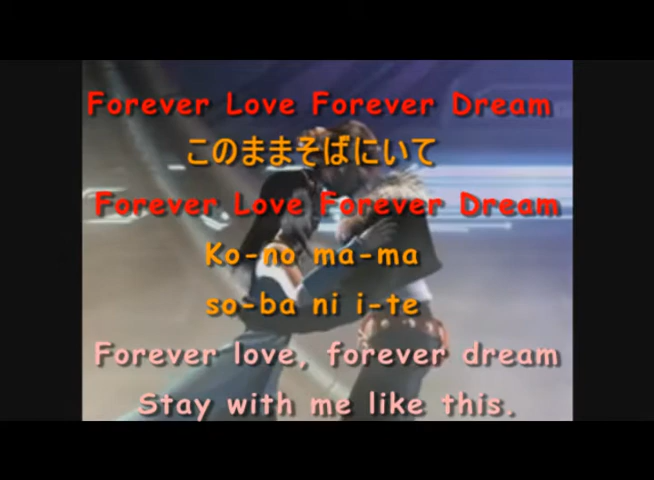 Forever Love Forever Dream
このままそばにいて
Forever Love Forever Dream
Ko-no ma-ma
so-ba ni i-te
Forever love, forever dream
Stay with me like this.